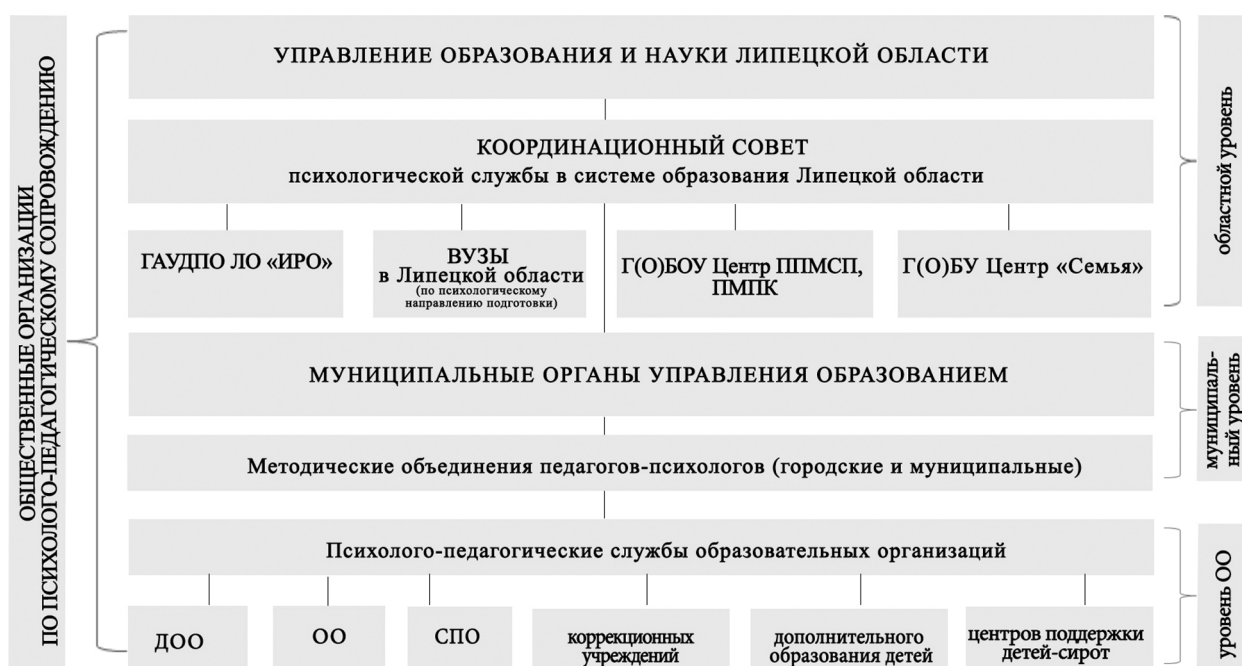 ОБЩЕСТВЕННЫЕ ОРГАНИЗАЦИИ
ПО ПСИХОЛОГО-ПЕДАГОГИЧЕСКОМУ СОПРОВОЖДЕНИЮ
УПРАВЛЕНИЕ ОБРАЗОВАНИЯ И НАУКИ ЛИПЕЦКОЙ ОБЛАСТИ
КООРДИНАЦИОННЫЙ СОВЕТ
психологической службы в системе образования Липецкой области
ГАУДПО ЛО «ИРО»
ВУЗЫ
в Липецкой области
(по психологическому
направлению подготовки)
Г(О)БОУ Центр ППМСП,
ПМПК
Г(О)БУ Центр «Семья»
областной уровень
МУНИЦИПАЛЬНЫЕ ОРГАНЫ УПРАВЛЕНИЯ ОБРАЗОВАНИЕМ
Методические объединения педагогов-психологов (городские и муниципальные)
муниципаль-
ный уровень
Психолого-педагогические службы образовательных организаций
ДОО
ОО
СПО
коррекционных
учреждений
дополнительного
образования детей
центров поддержки
детей-сирот
уровень ОО